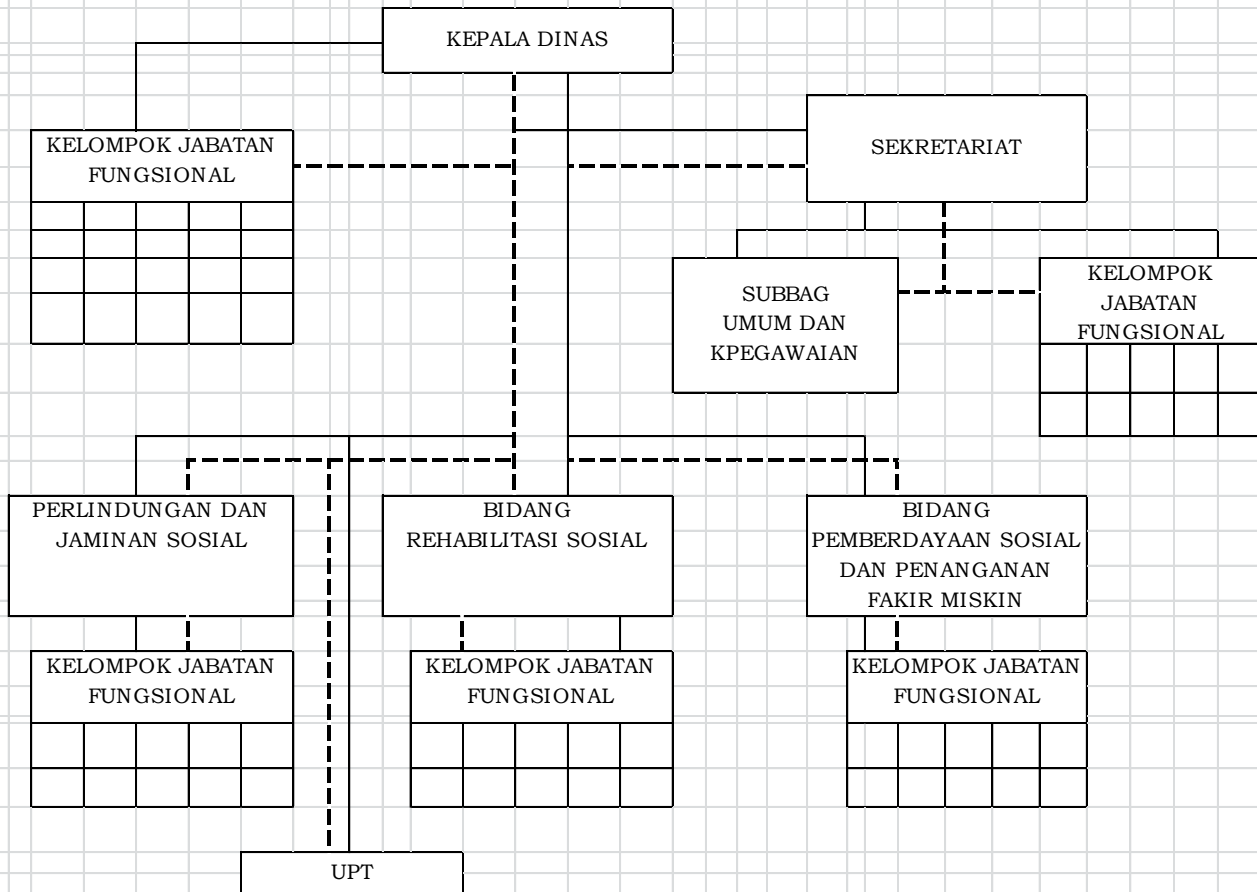 KEPALA DINAS
SEKRETARIAT
KELOMPOK JABATAN
FUNGSIONAL
SUBBAG
UMUM DAN
KPEGAWAIAN
KELOMPOK
JABATAN
FUNGSIONAL
PERLINDUNGAN DAN
JAMINAN SOSIAL
BIDANG
REHABILITASI SOSIAL
BIDANG
PEMBERDAYAAN SOSIAL
DAN PENANGANAN
FAKIR MISKIN
KELOMPOK JABATAN
FUNGSIONAL
KELOMPOK JABATAN
FUNGSIONAL
KELOMPOK JABATAN
FUNGSIONAL
UPT